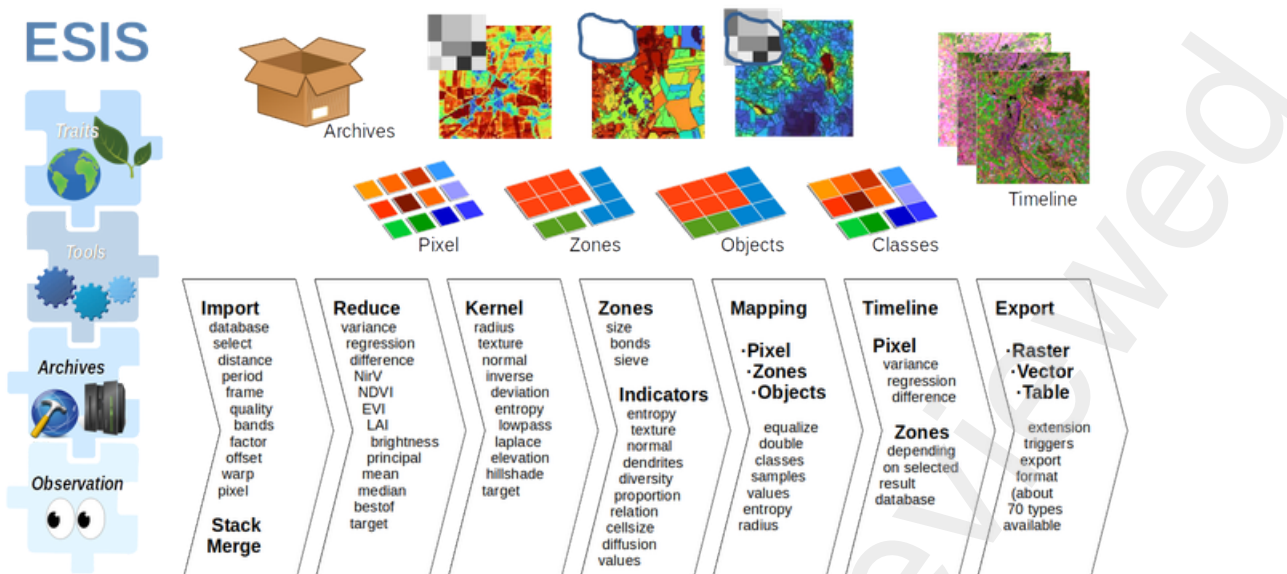 ESIS
Traits
Tools
Archives
Observation
Archives
Timeline
Pixel
Zones
Objects
Classes
Import
database
select
distance
period
frame
quality
bands
factor
offset
warp
pixel
Stack
Merge
Reduce
variance
regression
difference
NirV
NDVI
EVI
LAI
brightness
principal
mean
median
bestof
target
Kernel
radius
texture
normal
inverse
deviation
entropy
lowpass
laplace
elevation
hillshade
target
Zones
size
bonds
sieve
Indicators
entropy
texture
normal
dendrites
diversity
proportion
relation
cellsize
diffusion
values
Mapping
·Pixel
·Zones
·Objects
equalize
double
classes
samples
values
entropy
radius
Timeline
Pixel
variance
regression
difference
Zones
depending
on selected
result
database
Export
·Raster
·Vector
·Table
extension
triggers
export
format
(about
70 types
available